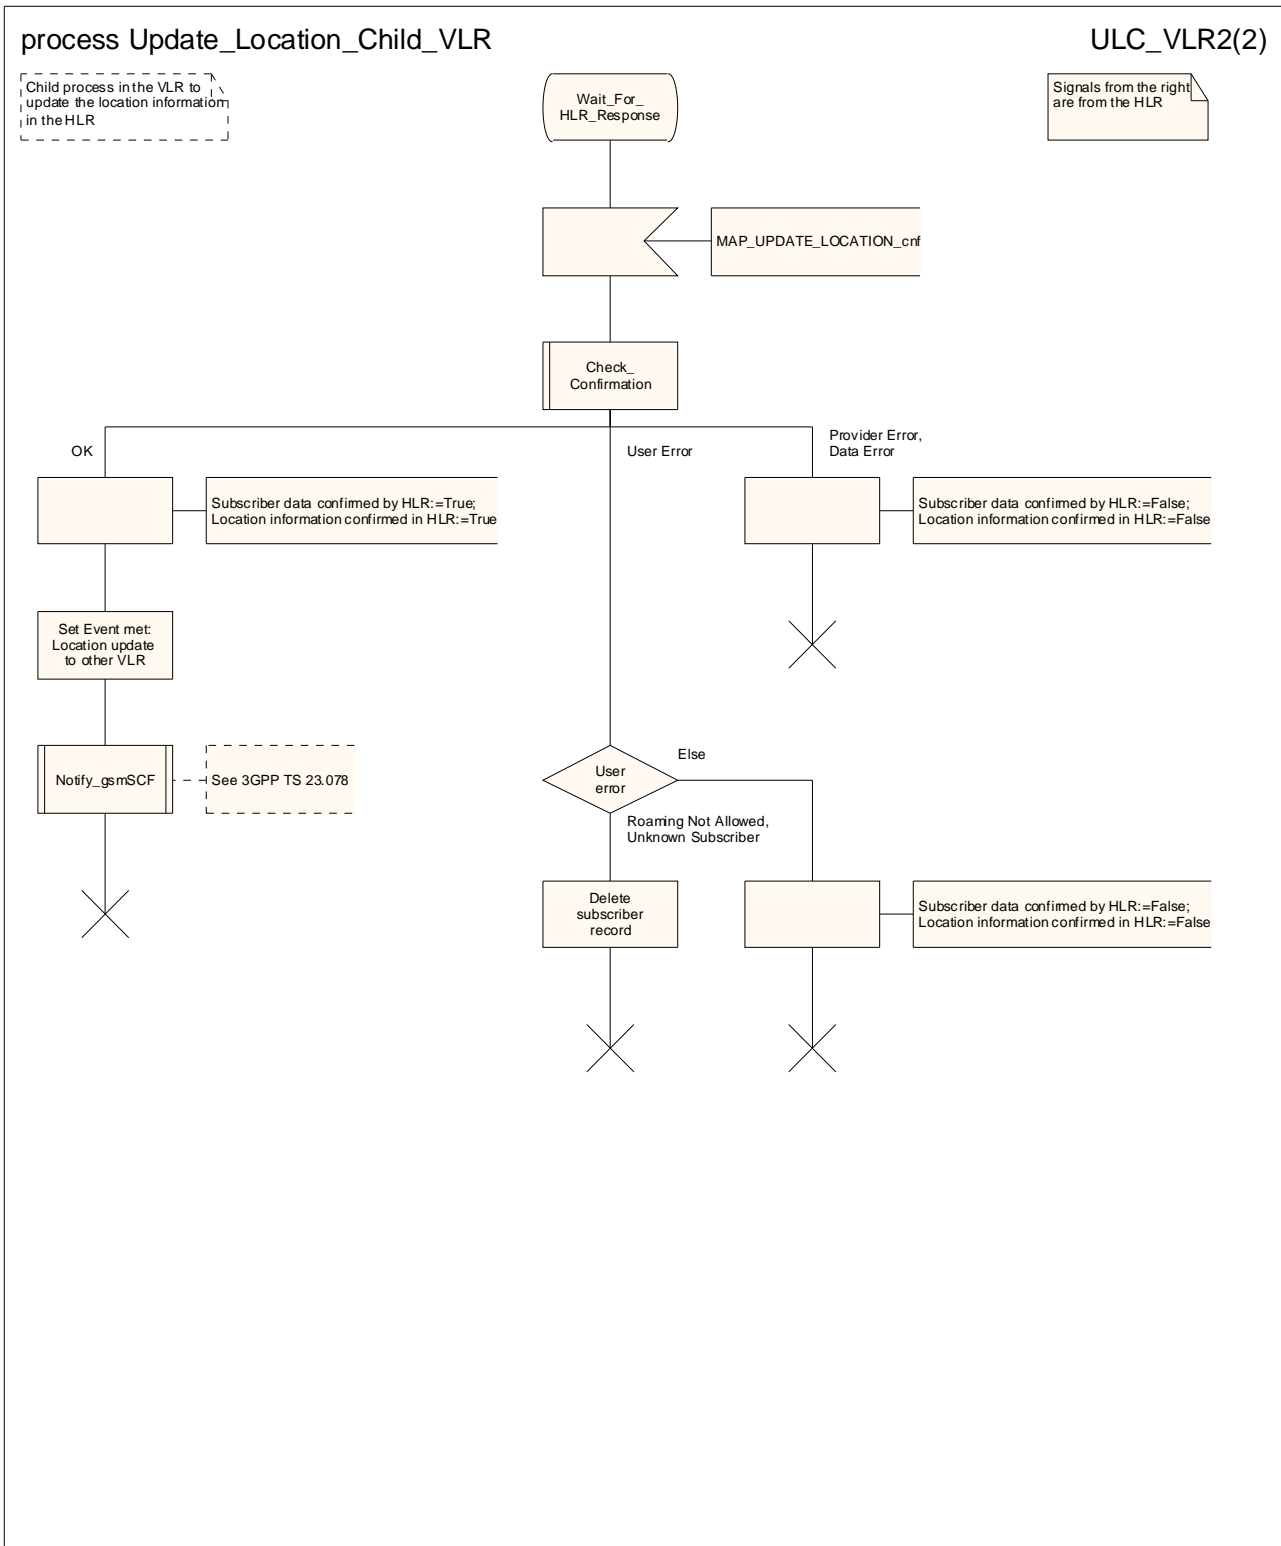 process Update_Location_Child_VLR
ULC_VLR2(2)
Child process in the VLR to
update the location information
in the HLR
Wait_For_
HLR_Response
Signals from the right
are from the HLR
MAP_UPDATE_LOCATION_cnf
Check_
Confirmation
OK
User Error
Provider Error,
Data Error
Subscriber data confirmed by HLR:=True;
Location information confirmed in HLR:=True
Subscriber data confirmed by HLR:=False;
Location information confirmed in HLR:=False
Set Event met:
Location update
to other VLR
Notify_gsmSCF
See 3GPP TS 23.078
User
error
Else
Roaming Not Allowed,
Unknown Subscriber
Delete
subscriber
record
Subscriber data confirmed by HLR:=False;
Location information confirmed in HLR:=False